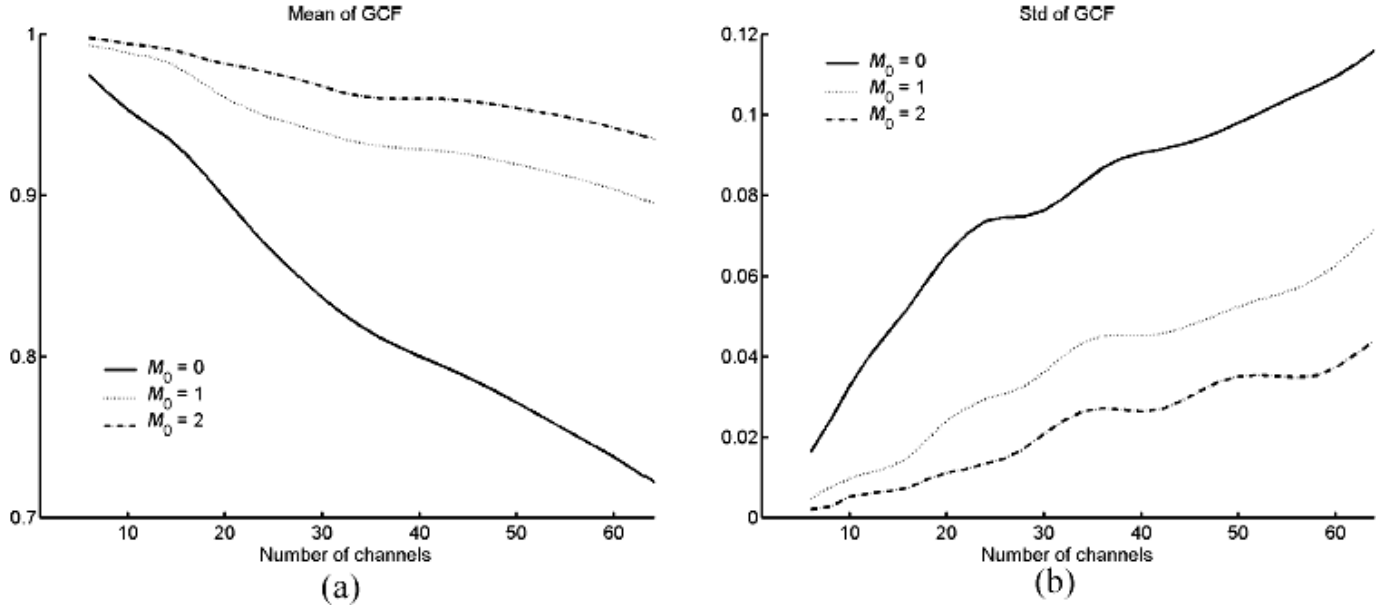 Mean of GCF
1
0.9
0.8
0.7
M0 = 0
M0 = 1
M0 = 2
10 20 30 40 50 60
Number of channels
(a)
Std of GCF
0.12
0.1
0.08
0.06
0.04
0.02
0
M0 = 0
M0 = 1
M0 = 2
10 20 30 40 50 60
Number of channels
(b)